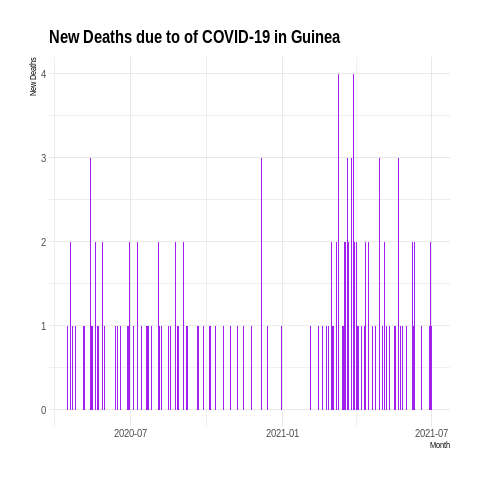 New Deaths due to of COVID-19 in Guinea
New Deaths
4
3
2
1
0
2020-07
2021-01
2021-07
Month